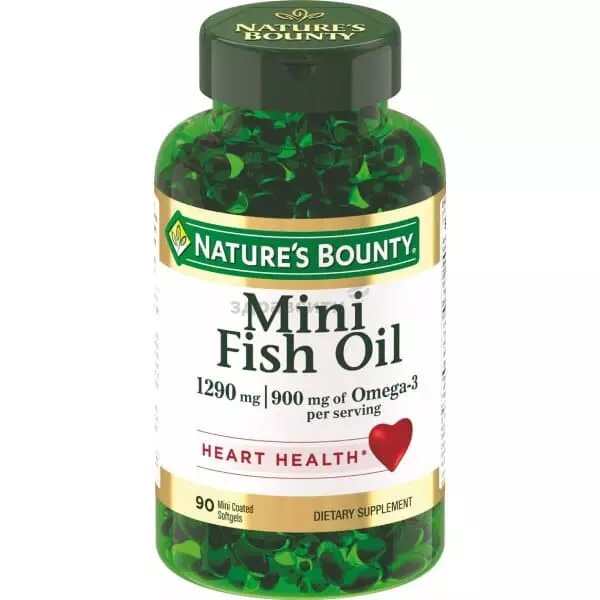 NATURE'S
BOUNTY
NATURE'S BOUNTY®
Mini
Fish Oil
1290 mg | 900 mg of Omega-3
per serving
HEART HEALTH*
90 Mini Coated
Softgels
DIETARY SUPPLEMENT